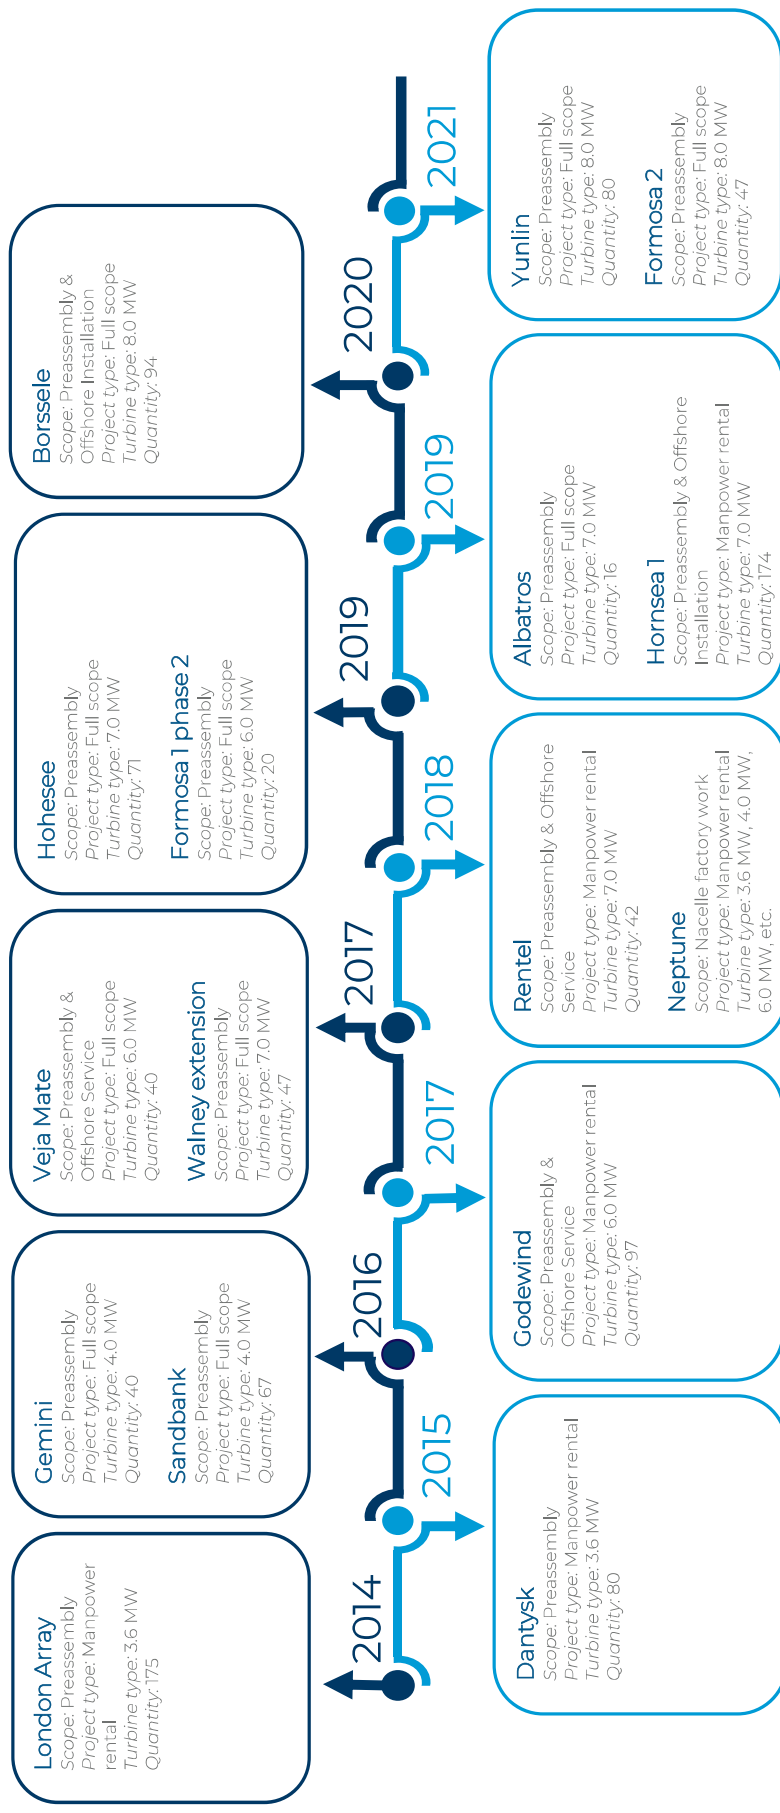 London Array
Scope: Preassembly
Project type: Manpower
rental
Turbine type: 3.6 MW
Quantity: 175
Gemini
Scope: Preassembly
Project type: Full scope
Turbine type: 4.0 MW
Quantity: 40
Sandbank
Scope: Preassembly
Project type: Full scope
Turbine type: 4.0 MW
Quantity: 67
Veja Mate
Scope: Preassembly &
Offshore Service
Project type: Full scope
Turbine type: 6.0 MW
Quantity: 40
Walney extension
Scope: Preassembly
Project type: Full scope
Turbine type: 7.0 MW
Quantity: 47
Hohesee
Scope: Preassembly
Project type: Full scope
Turbine type: 7.0 MW
Quantity: 71
Formosa 1 phase 2
Scope: Preassembly
Project type: Full scope
Turbine type: 6.0 MW
Quantity: 20
Borssele
Scope: Preassembly &
Offshore Installation
Project type: Full scope
Turbine type: 8.0 MW
Quantity: 94
2014
2015
2016
2017
2017
2018
2019
2019
2020
2021
Dantysk
Scope: Preassembly
Project type: Manpower rental
Turbine type: 3.6 MW
Quantity: 80
Godewind
Scope: Preassembly &
Offshore Service
Project type: Manpower rental
Turbine type: 6.0 MW
Quantity: 97
Rentel
Scope: Preassembly & Offshore
Service
Project type: Manpower rental
Turbine type: 7.0 MW
Quantity: 42
Neptune
Scope: Nacelle factory work
Project type: Manpower rental
Turbine type: 3.6 MW, 4.0 MW,
6.0 MW, etc.
Albatros
Scope: Preassembly
Project type: Full scope
Turbine type: 7.0 MW
Quantity: 16
Hornsea 1
Scope: Preassembly & Offshore
Installation
Project type: Manpower rental
Turbine type: 7.0 MW
Quantity: 174
Yunlin
Scope: Preassembly
Project type: Full scope
Turbine type: 8.0 MW
Quantity: 80
Formosa 2
Scope: Preassembly
Project type: Full scope
Turbine type: 8.0 MW
Quantity: 47